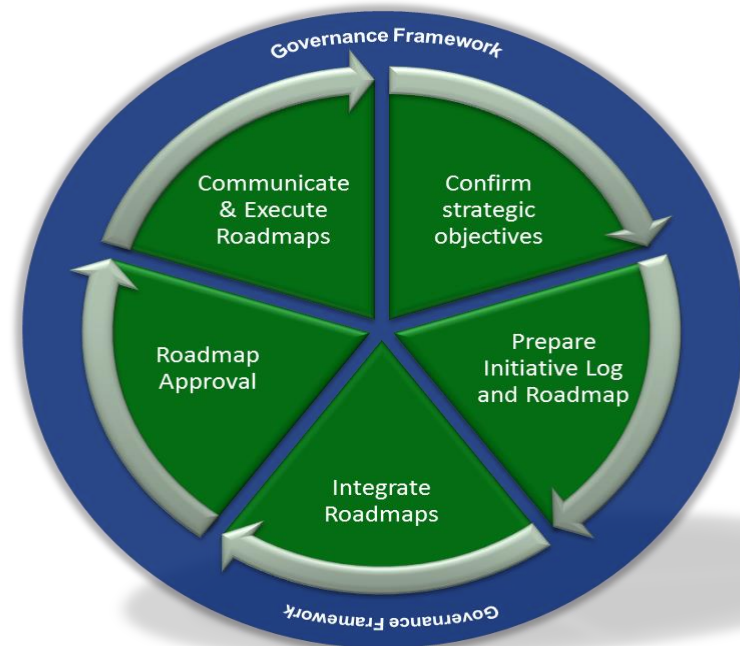 Governance Framework
Confirm
strategic
objectives
Prepare
Initiative Log
and Roadmap
Integrate
Roadmaps
Roadmap
Approval
Communicate
& Execute
Roadmaps
Governance Framework